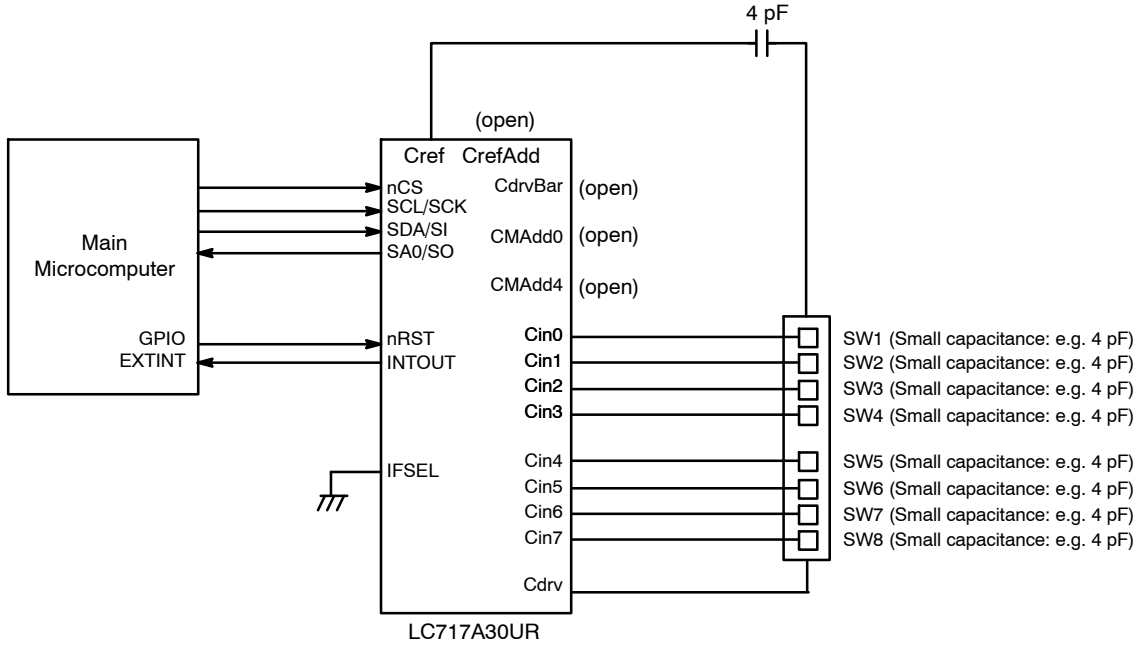 4 pF
(open)
Cref CrefAdd
nCS
CdrvBar (open)
SCL/SCK
SDA/SI
CMAdd0 (open)
Main
Microcomputer
SA0/SO
CMAdd4 (open)
GPIO
nRST
Cin0
SW1 (Small capacitance: e.g. 4 pF)
EXTINT
INTOUT
Cin1
SW2 (Small capacitance: e.g. 4 pF)
Cin2
SW3 (Small capacitance: e.g. 4 pF)
Cin3
SW4 (Small capacitance: e.g. 4 pF)
IFSEL
Cin4
SW5 (Small capacitance: e.g. 4 pF)
Cin5
SW6 (Small capacitance: e.g. 4 pF)
Cin6
SW7 (Small capacitance: e.g. 4 pF)
Cin7
SW8 (Small capacitance: e.g. 4 pF)
Cdrv
LC717A30UR